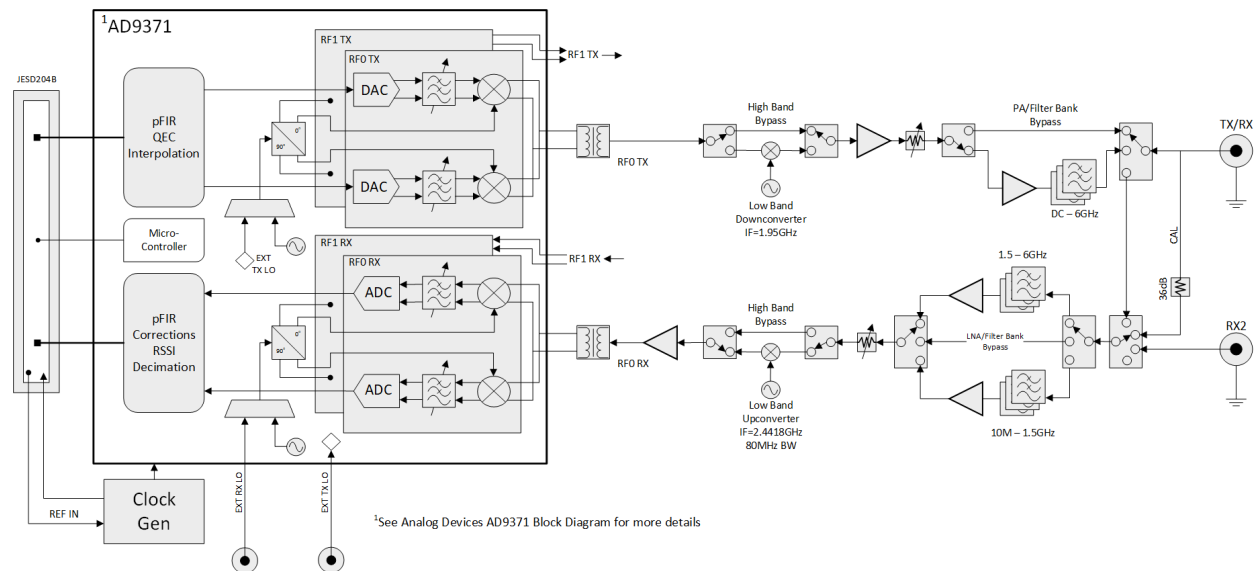 ¹AD9371
JESD204B
pFIR
QEC
Interpolation
Micro-
Controller
pFIR
Corrections
RSSI
Decimation
Clock
Gen
REF IN
RF1 TX
RF0 TX
DAC
DAC
0°
90°
EXT
TX LO
RF1 TX
RF1 RX
RF0 RX
ADC
ADC
0°
90°
RF1 RX
EXT RX LO
EXT TX LO
¹See Analog Devices AD9371 Block Diagram for more details
RF0 TX
High Band
Bypass
Low Band
Downconverter
IF=1.95GHz
PA/Filter Bank
Bypass
DC – 6GHz
TX/RX
CAL
36dB
RF0 RX
High Band
Bypass
Low Band
Upconverter
IF=2.4418GHz
80MHz BW
1.5 – 6GHz
LNA/Filter Bank
Bypass
10M – 1.5GHz
RX2